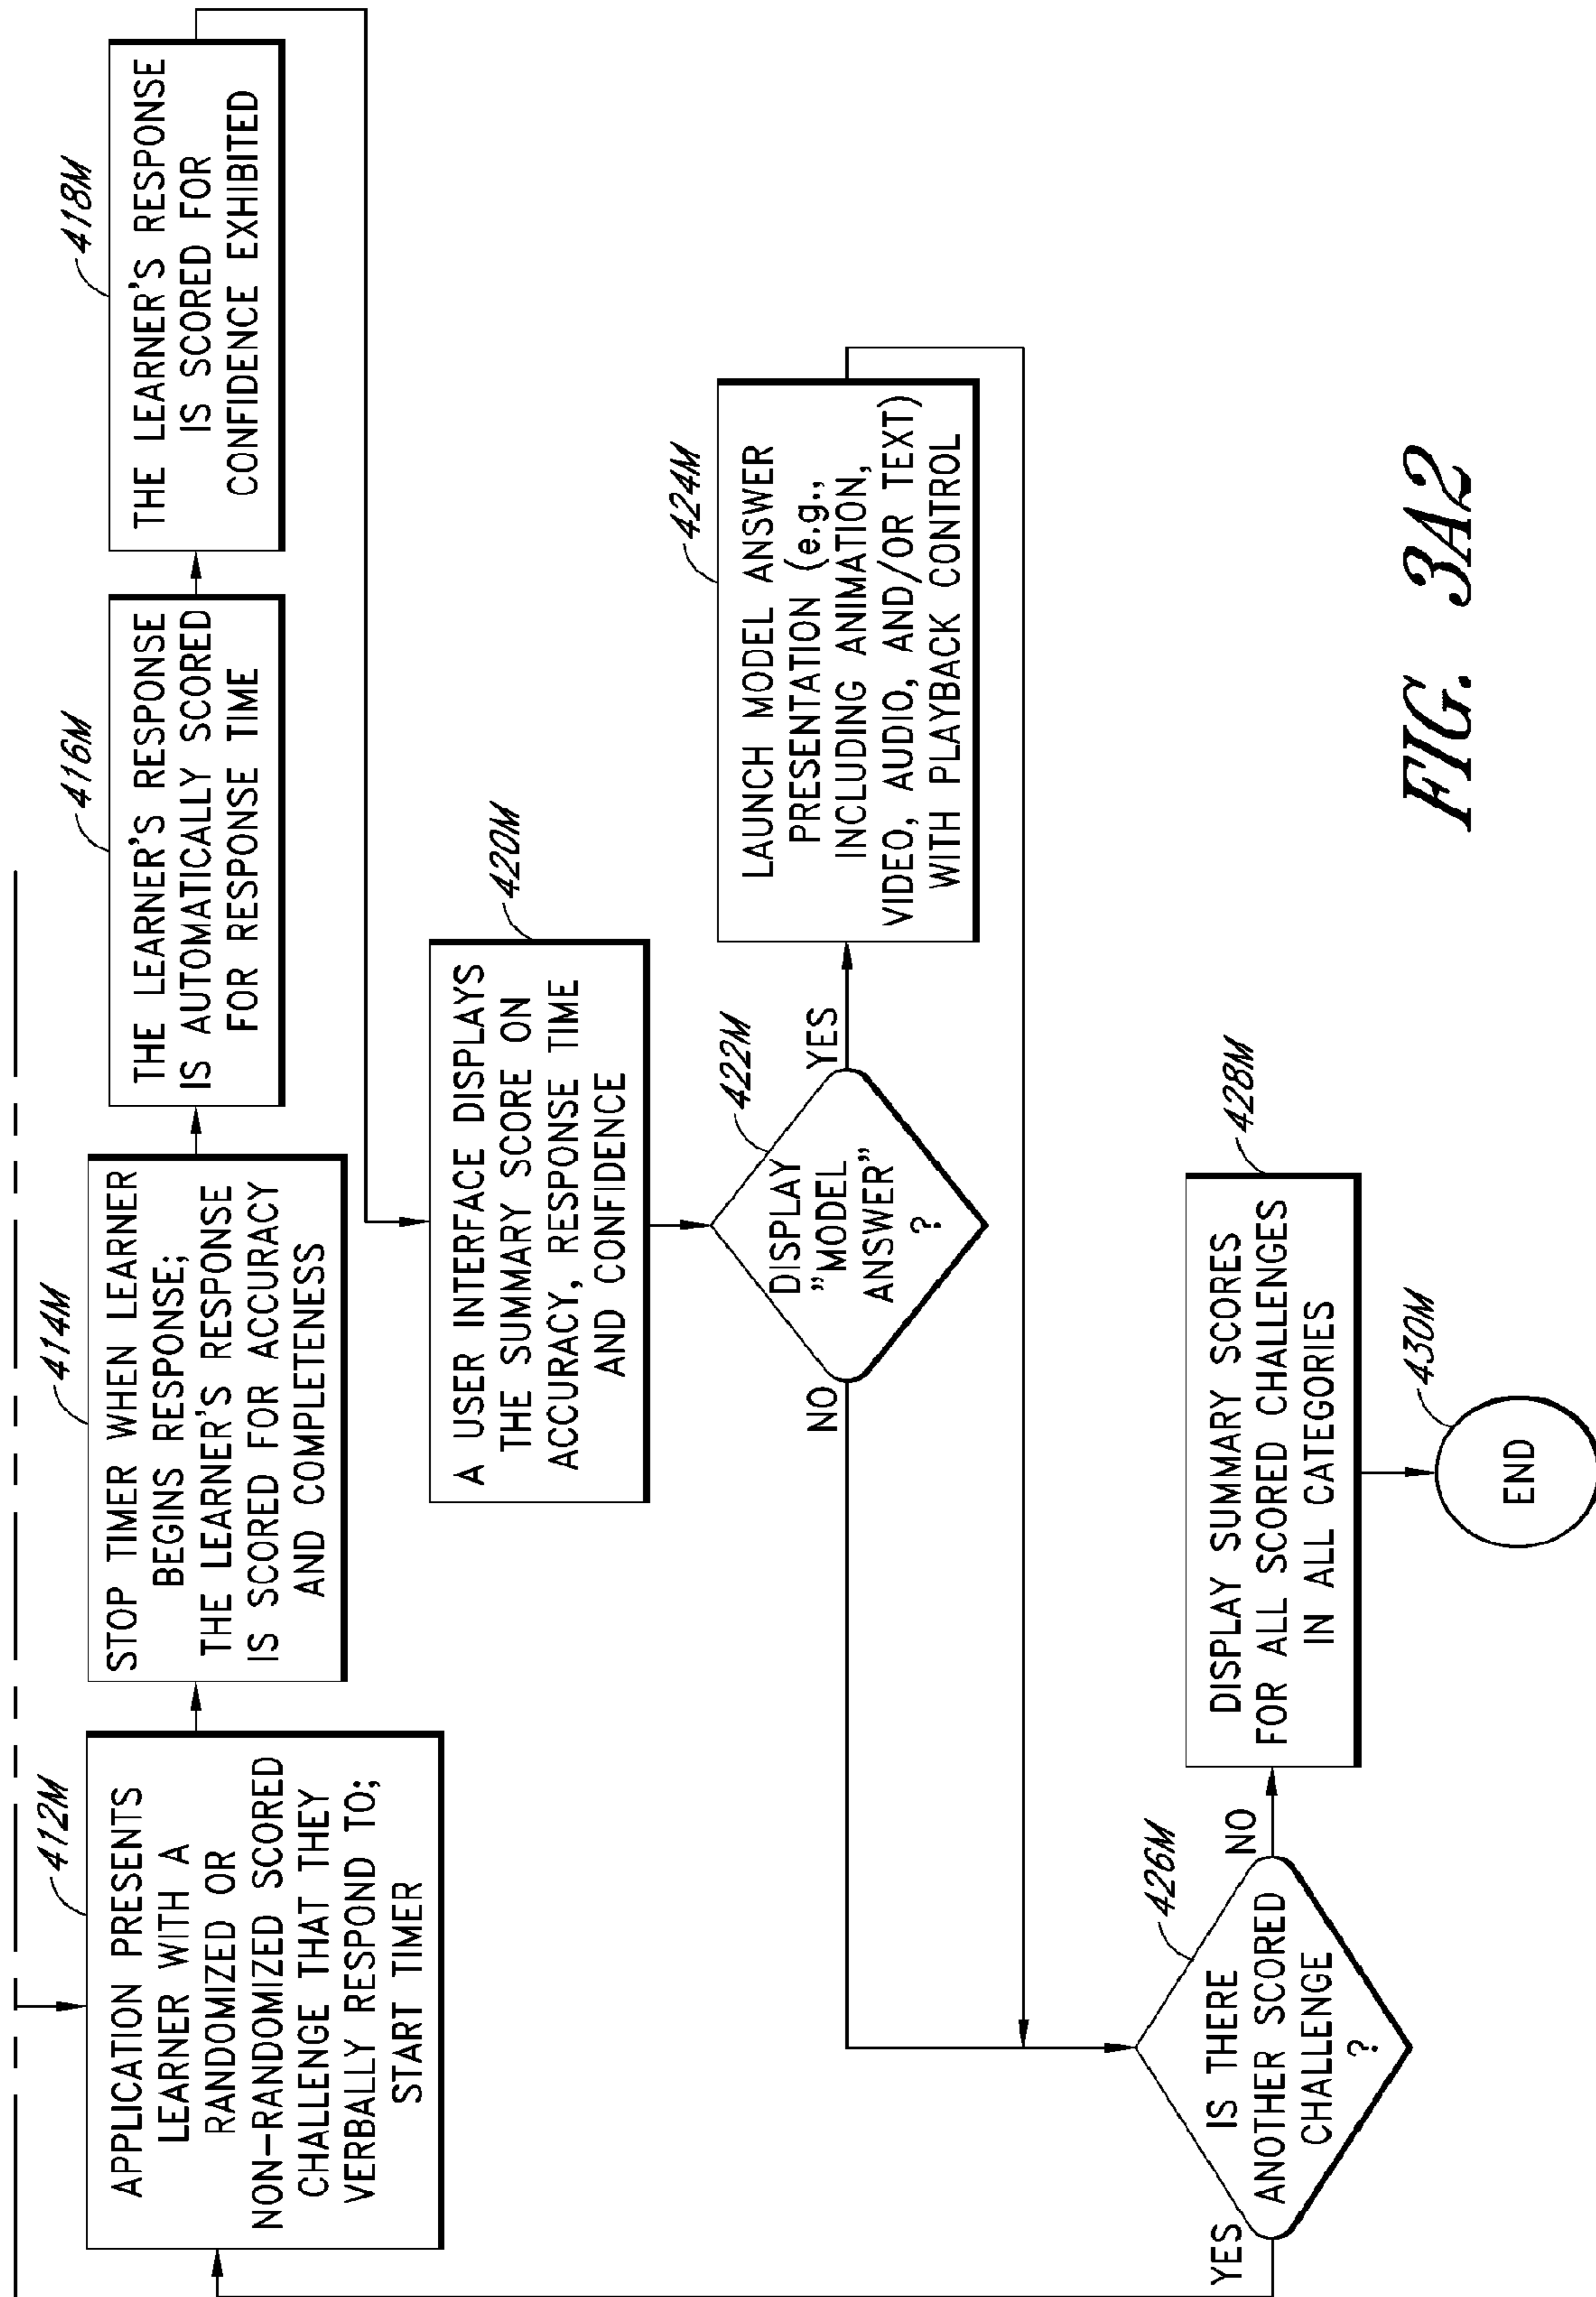 412M
APPLICATION PRESENTS
LEARNER WITH A
RANDOMIZED OR
NON-RANDOMIZED SCORED
CHALLENGE THAT THEY
VERBALLY RESPOND TO;
START TIMER
414M
STOP TIMER WHEN LEARNER
BEGINS RESPONSE;
THE LEARNER'S RESPONSE
IS SCORED FOR ACCURACY
AND COMPLETENESS
416M
THE LEARNER'S RESPONSE
IS AUTOMATICALLY SCORED
FOR RESPONSE TIME
418M
THE LEARNER'S RESPONSE
IS SCORED FOR
CONFIDENCE EXHIBITED
420M
A USER INTERFACE DISPLAYS
THE SUMMARY SCORE ON
ACCURACY, RESPONSE TIME
AND CONFIDENCE
422M
DISPLAY
"MODEL
ANSWER"
?
NO
YES
424M
LAUNCH MODEL ANSWER
PRESENTATION (e.g.,
INCLUDING ANIMATION,
VIDEO, AUDIO, AND/OR TEXT)
WITH PLAYBACK CONTROL
426M
IS THERE
ANOTHER SCORED
CHALLENGE
?
YES
NO
428M
DISPLAY SUMMARY SCORES
FOR ALL SCORED CHALLENGES
IN ALL CATEGORIES
430M
END
FIG. 3A2